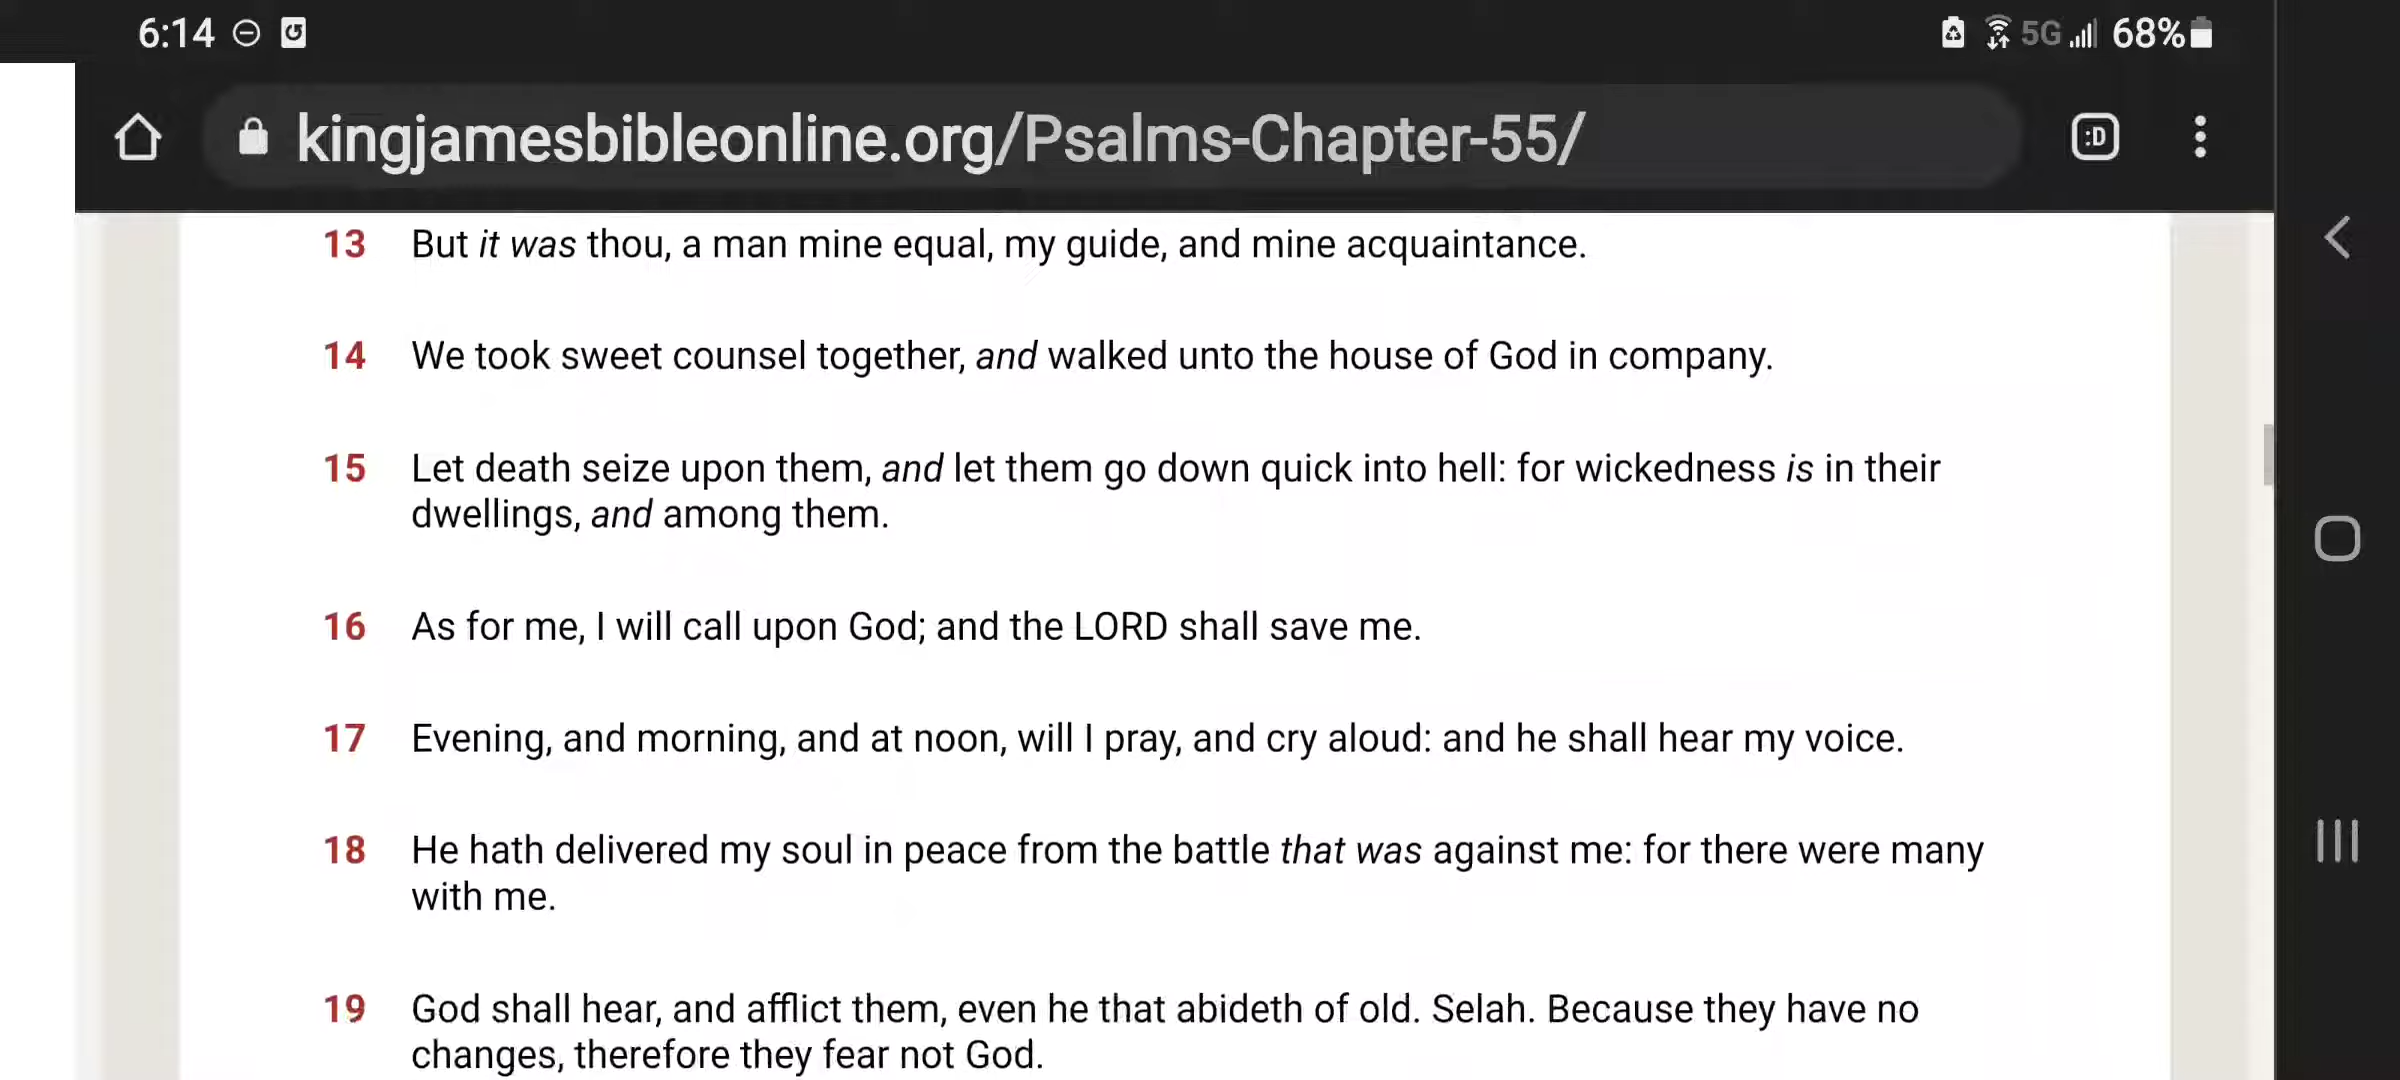 6:14 5G 68%
kingjamesbibleonline.org/Psalms-Chapter-55/ :D
13 But it was thou, a man mine equal, my guide, and mine acquaintance.
14 We took sweet counsel together, and walked unto the house of God in company.
15 Let death seize upon them, and let them go down quick into hell: for wickedness is in their
dwellings, and among them.
16 As for me, I will call upon God; and the LORD shall save me.
17 Evening, and morning, and at noon, will I pray, and cry aloud: and he shall hear my voice.
18 He hath delivered my soul in peace from the battle that was against me: for there were many
with me.
19 God shall hear, and afflict them, even he that abideth of old. Selah. Because they have no
changes, therefore they fear not God.